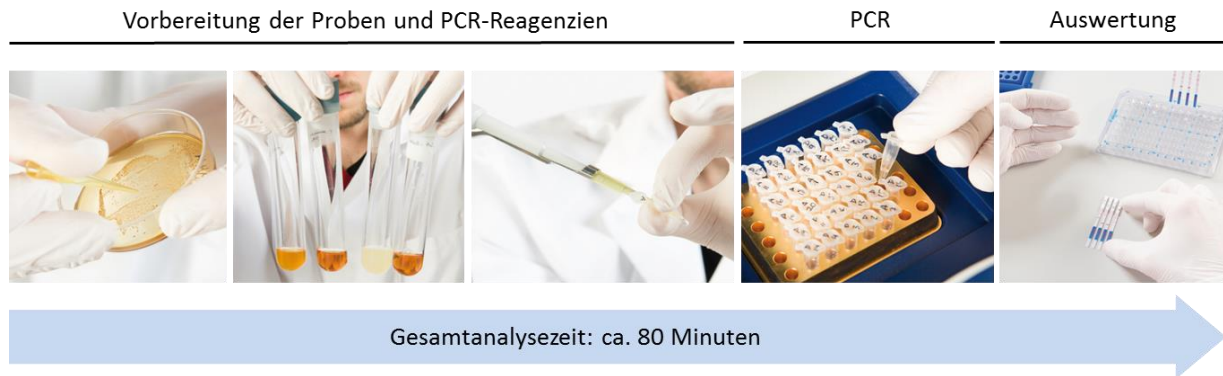 Vorbereitung der Proben und PCR-Reagenzien
PCR
Auswertung
Gesamtanalysezeit: ca. 80 Minuten